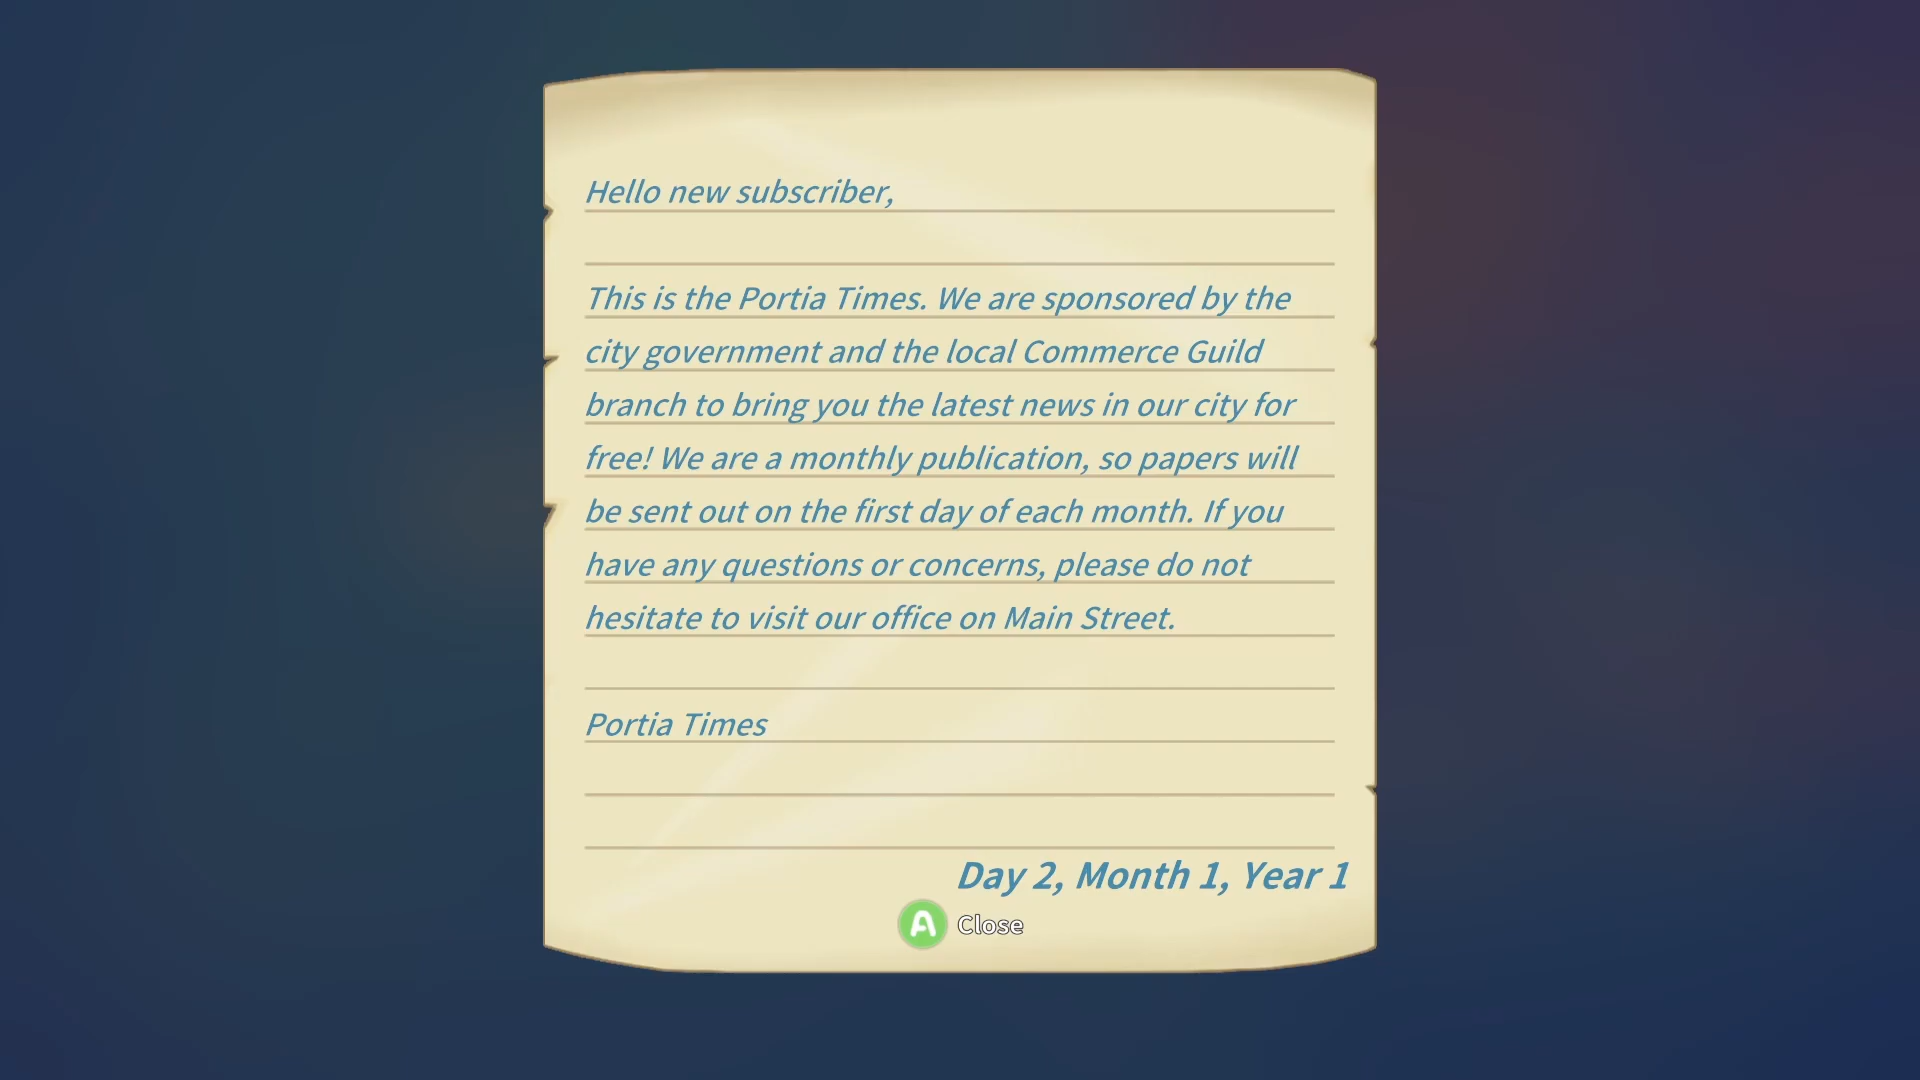 Hello new subscriber,
This is the Portia Times. We are sponsored by the
city government and the local Commerce Guild
branch to bring you the latest news in our city for
free! We are a monthly publication, so papers will
be sent out on the first day of each month. If you
have any questions or concerns, please do not
hesitate to visit our office on Main Street.
Portia Times
Day 2, Month 1, Year 1
A Close